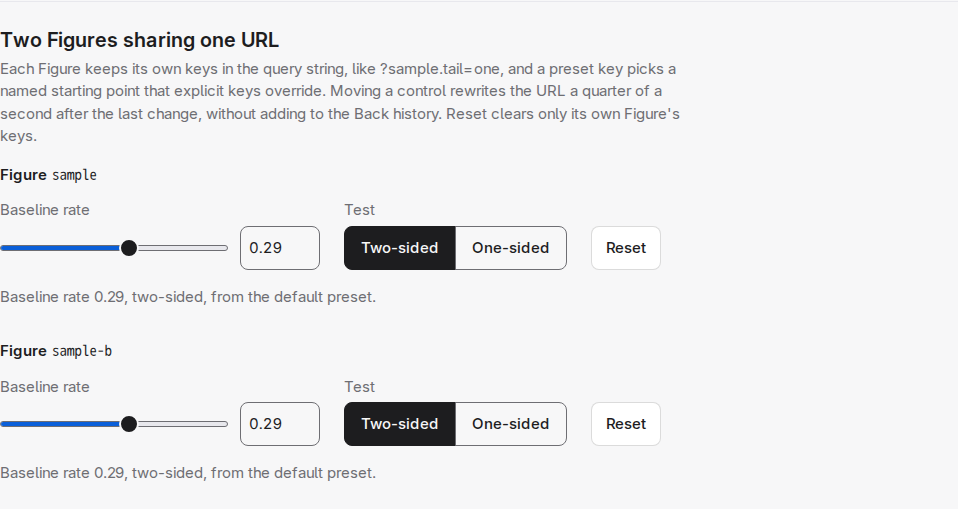 Two Figures sharing one URL
Each Figure keeps its own keys in the query string, like ?sample.tail=one, and a preset key picks a
named starting point that explicit keys override. Moving a control rewrites the URL a quarter of a
second after the last change, without adding to the Back history. Reset clears only its own Figure's
keys.
Figure sample
Baseline rate
Test
0.29
Two-sided
One-sided
Reset
Baseline rate 0.29, two-sided, from the default preset.
Figure sample-b
Baseline rate
Test
0.29
Two-sided
One-sided
Reset
Baseline rate 0.29, two-sided, from the default preset.